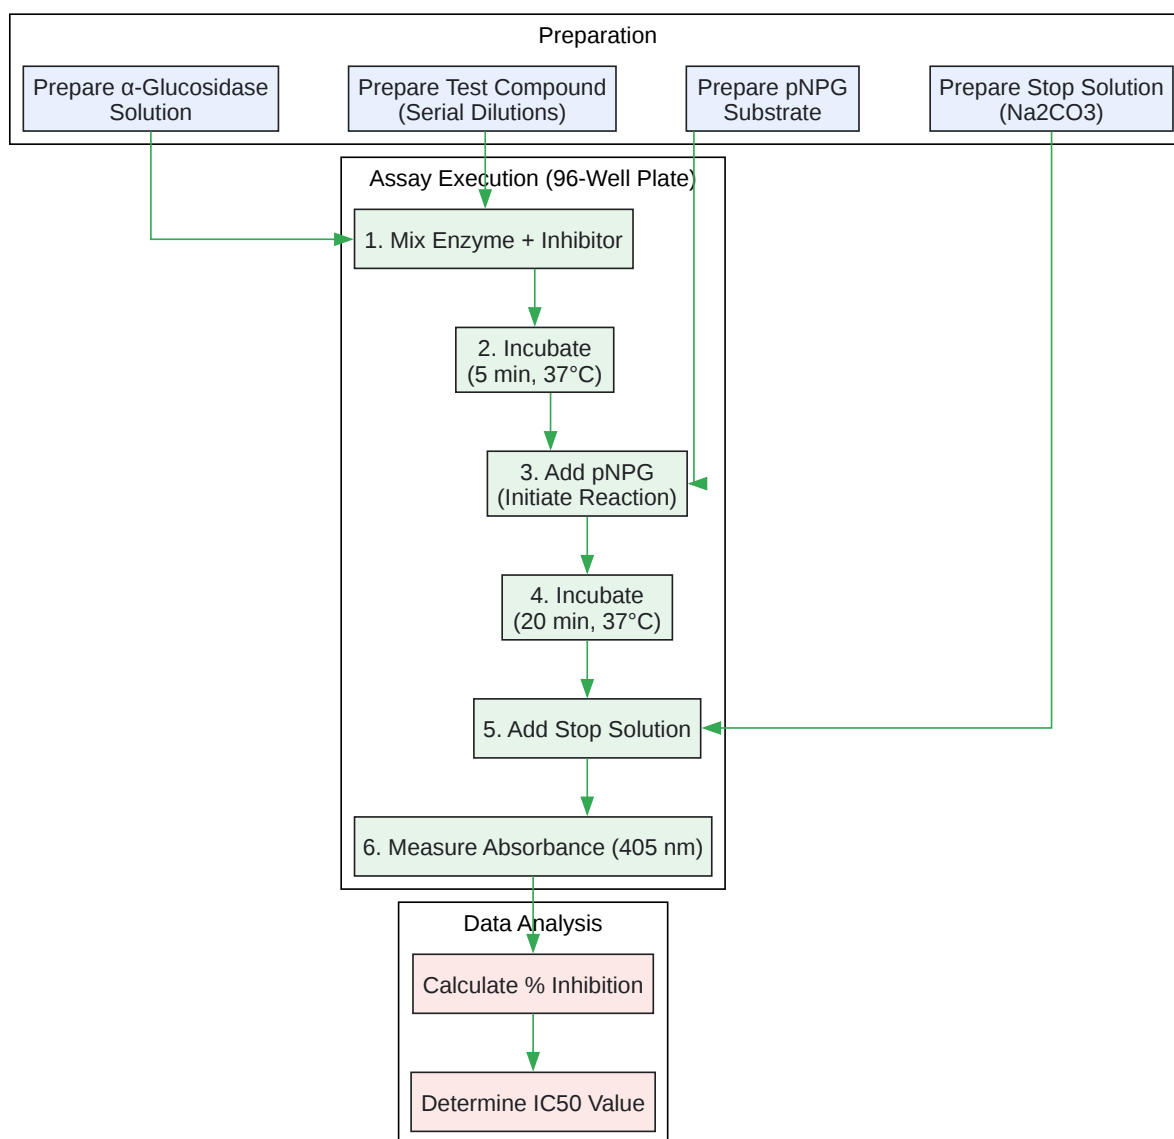 Preparation
Prepare α-Glucosidase
Solution
Prepare Test Compound
(Serial Dilutions)
Prepare pNPG
Substrate
Prepare Stop Solution
(Na2CO3)
Assay Execution (96-Well Plate)
1. Mix Enzyme + Inhibitor
2. Incubate
(5 min, 37°C)
3. Add pNPG
(Initiate Reaction)
4. Incubate
(20 min, 37°C)
5. Add Stop Solution
6. Measure Absorbance (405 nm)
Data Analysis
Calculate % Inhibition
Determine IC50 Value